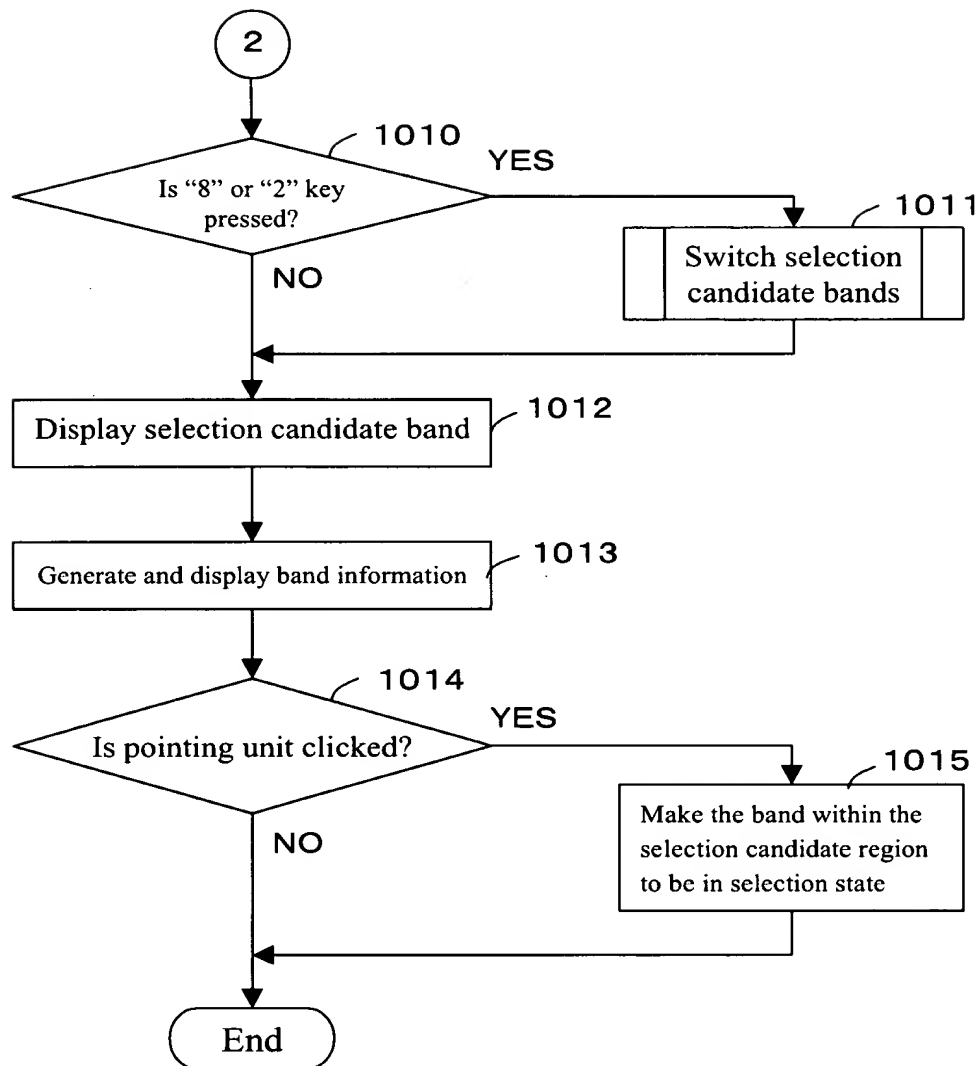 2
1010
YES
Is “8” or “2” key
pressed?
1011
Switch selection
candidate bands
NO
1012
Display selection candidate band
1013
Generate and display band information
1014
YES
Is pointing unit clicked?
1015
Make the band within the
selection candidate region
to be in selection state
NO
End